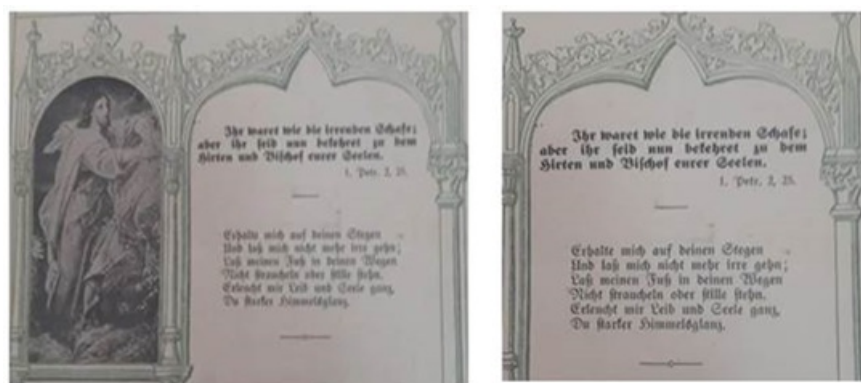 Ihr waret wie die irrenden Schafe;
aber ihr seid nun bekehret zu dem
Hirten und Bischof eurer Seelen.
1. Petr. 2, 25.
Erhalte mich auf deinen Stegen
Und laß mich nicht mehr irre gehn;
Laß meinen Fuß in deinen Wegen
Nicht straucheln oder stille stehn.
Erleucht mir Leib und Seele ganz,
Du starker Himmelsglanz.
Ihr waret wie die irrenden Schafe;
aber ihr seid nun bekehret zu dem
Hirten und Bischof eurer Seelen.
1. Petr. 2, 25.
Erhalte mich auf deinen Stegen
Und laß mich nicht mehr irre gehn;
Laß meinen Fuß in deinen Wegen
Nicht straucheln oder stille stehn.
Erleucht mir Leib und Seele ganz,
Du starker Himmelsglanz.